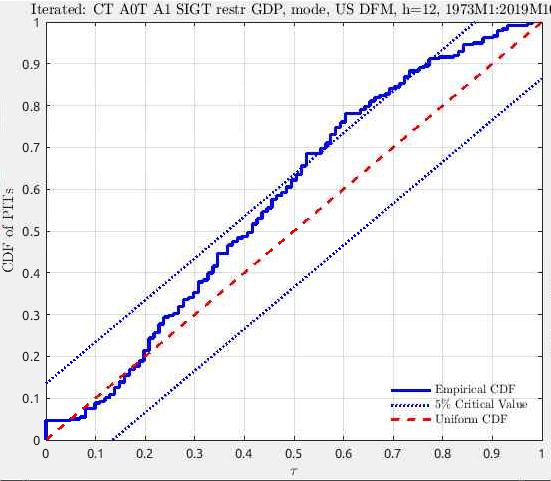 Iterated: CT A0T A1 SIGT restr GDP, mode, US DFM, h=12, 1973M1:2019M10
1
0.9
0.8
0.7
0.6
0.5
0.4
0.3
0.2
0.1
0
CDF of PITs
Empirical CDF
5% Critical Value
Uniform CDF
0 0.1 0.2 0.3 0.4 0.5 0.6 0.7 0.8 0.9 1
τ